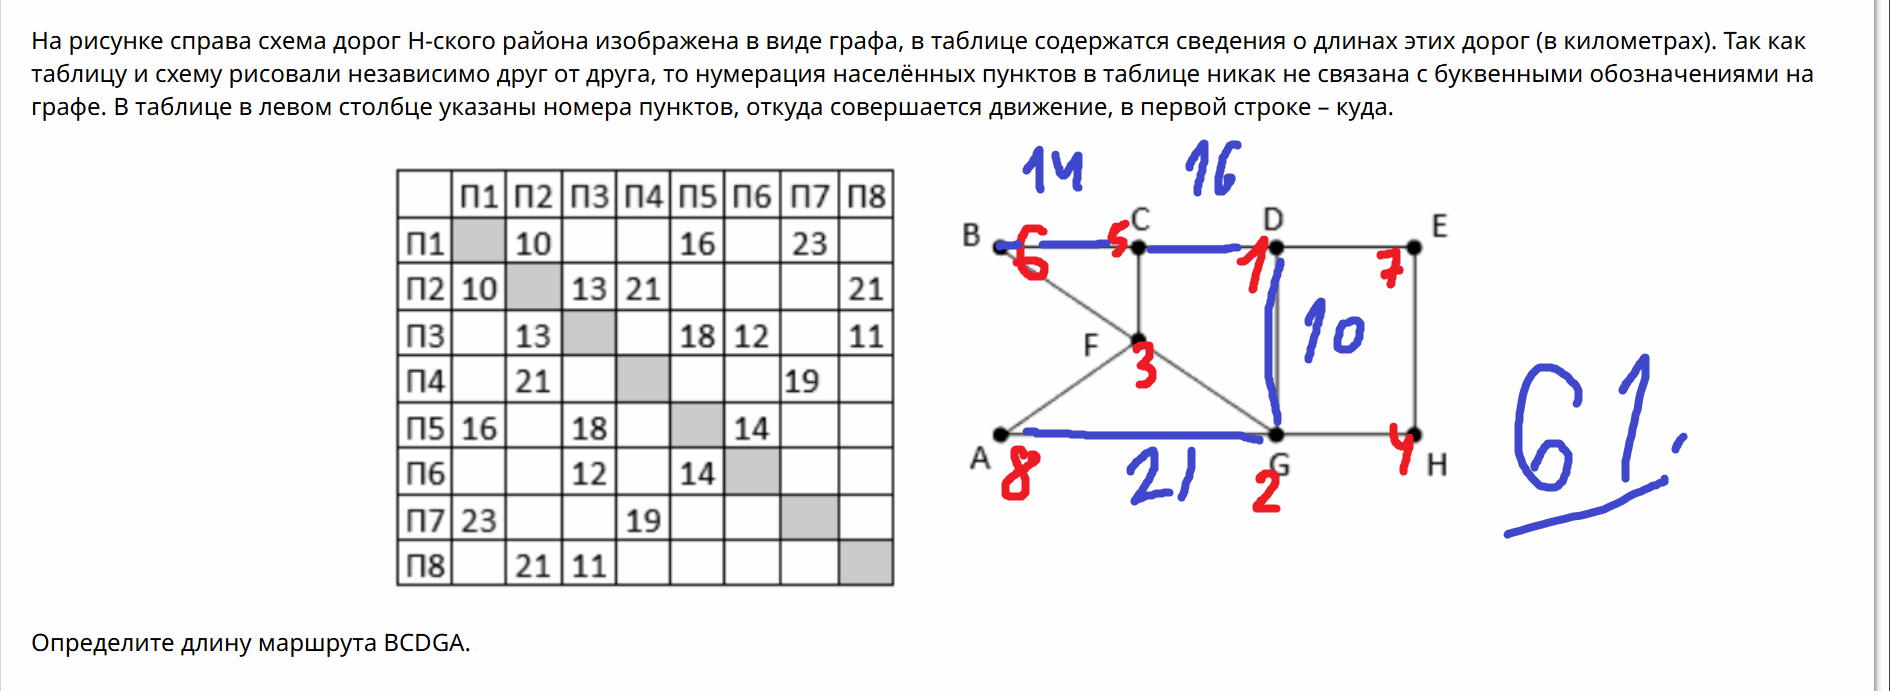 На рисунке справа схема дорог Н-ского района изображена в виде графа, в таблице содержатся сведения о длинах этих дорог (в километрах). Так как
таблицу и схему рисовали независимо друг от друга, то нумерация населённых пунктов в таблице никак не связана с буквенными обозначениями на
графе. В таблице в левом столбце указаны номера пунктов, откуда совершается движение, в первой строке – куда.
П1 П2 П3 П4 П5 П6 П7 П8
П1 10 16 23
П2 10 13 21 21
П3 13 18 12 11
П4 21 19
П5 16 18 14
П6 12 14
П7 23 19
П8 21 11
14 16
B C D E
6 5 1 7
F 3 10
61.
A G H
8 21 2 4
Определите длину маршрута BCDGA.